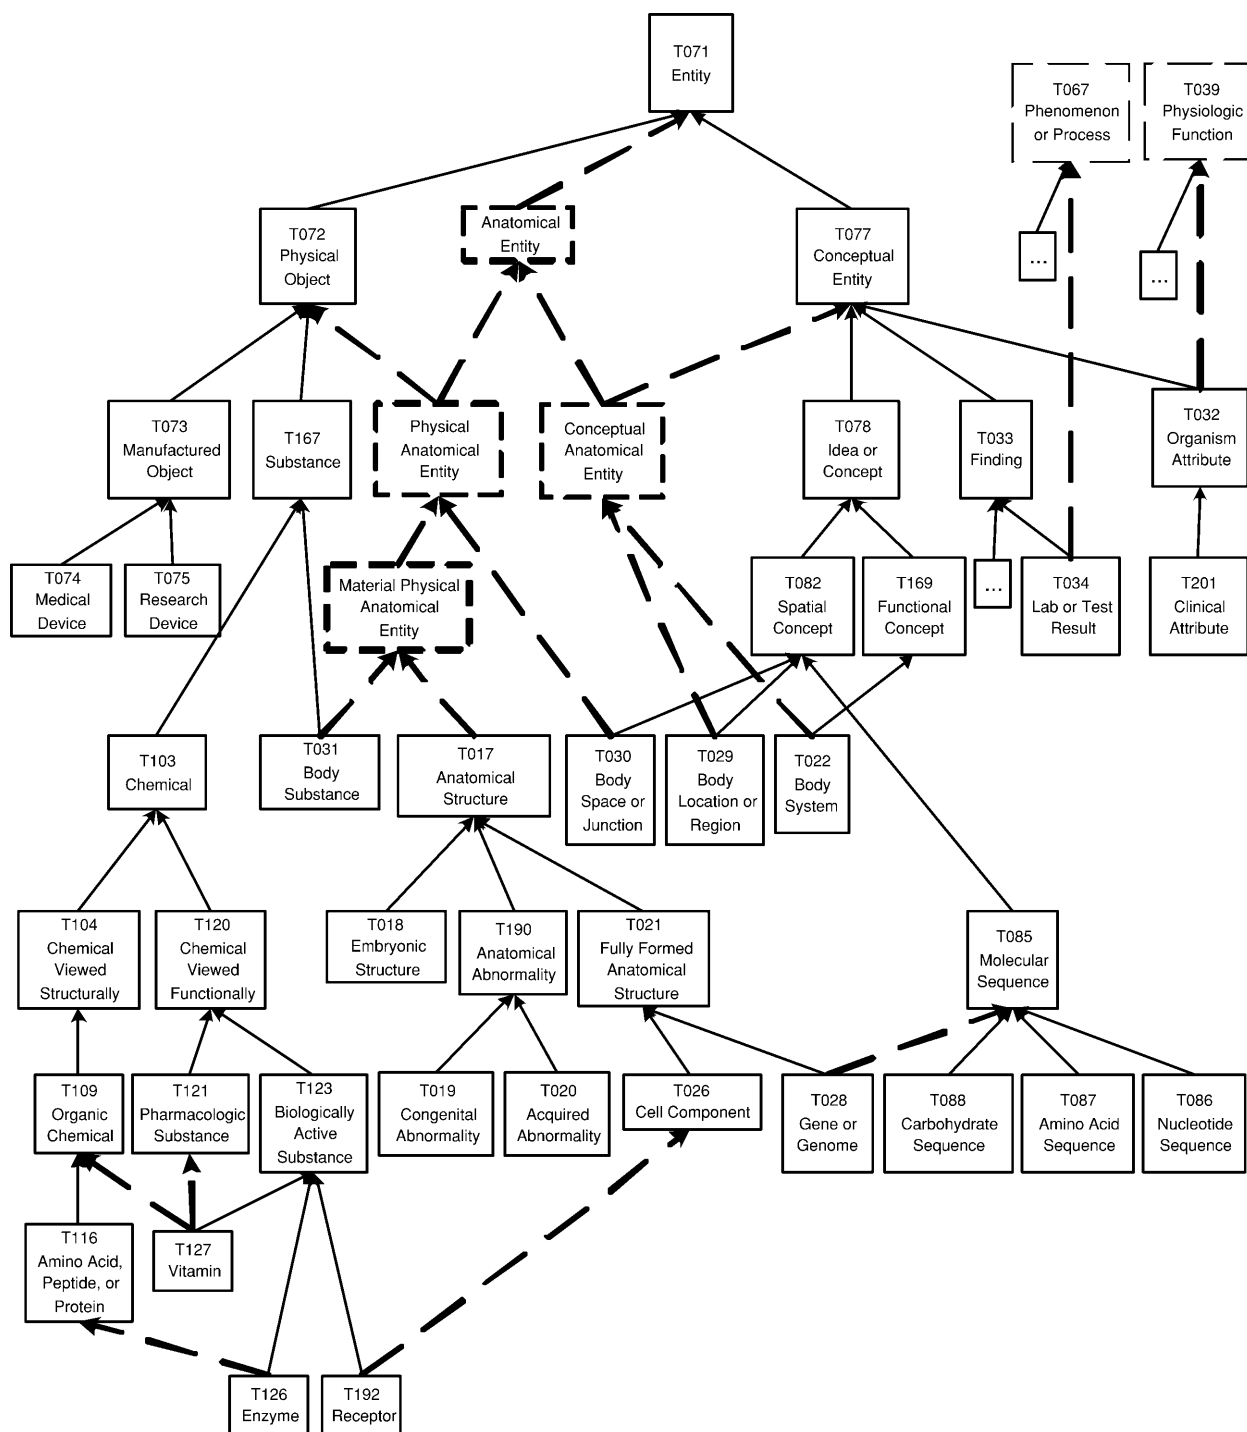 T071
Entity
T067
Phenomenon
or Process
T039
Physiologic
Function
T072
Physical
Object
Anatomical
Entity
T077
Conceptual
Entity
...
...
T073
Manufactured
Object
T167
Substance
Physical
Anatomical
Entity
Conceptual
Anatomical
Entity
T078
Idea or
Concept
T033
Finding
T032
Organism
Attribute
T074
Medical
Device
T075
Research
Device
Material Physical
Anatomical
Entity
T082
Spatial
Concept
T169
Functional
Concept
...
T034
Lab or Test
Result
T201
Clinical
Attribute
T103
Chemical
T031
Body
Substance
T017
Anatomical
Structure
T030
Body
Space or
Junction
T029
Body
Location or
Region
T022
Body
System
T104
Chemical
Viewed
Structurally
T120
Chemical
Viewed
Functionally
T018
Embryonic
Structure
T190
Anatomical
Abnormality
T021
Fully Formed
Anatomical
Structure
T085
Molecular
Sequence
T109
Organic
Chemical
T121
Pharmacologic
Substance
T123
Biologically
Active
Substance
T019
Congenital
Abnormality
T020
Acquired
Abnormality
T026
Cell Component
T028
Gene or
Genome
T088
Carbohydrate
Sequence
T087
Amino Acid
Sequence
T086
Nucleotide
Sequence
T116
Amino Acid,
Peptide, or
Protein
T127
Vitamin
T126
Enzyme
T192
Receptor